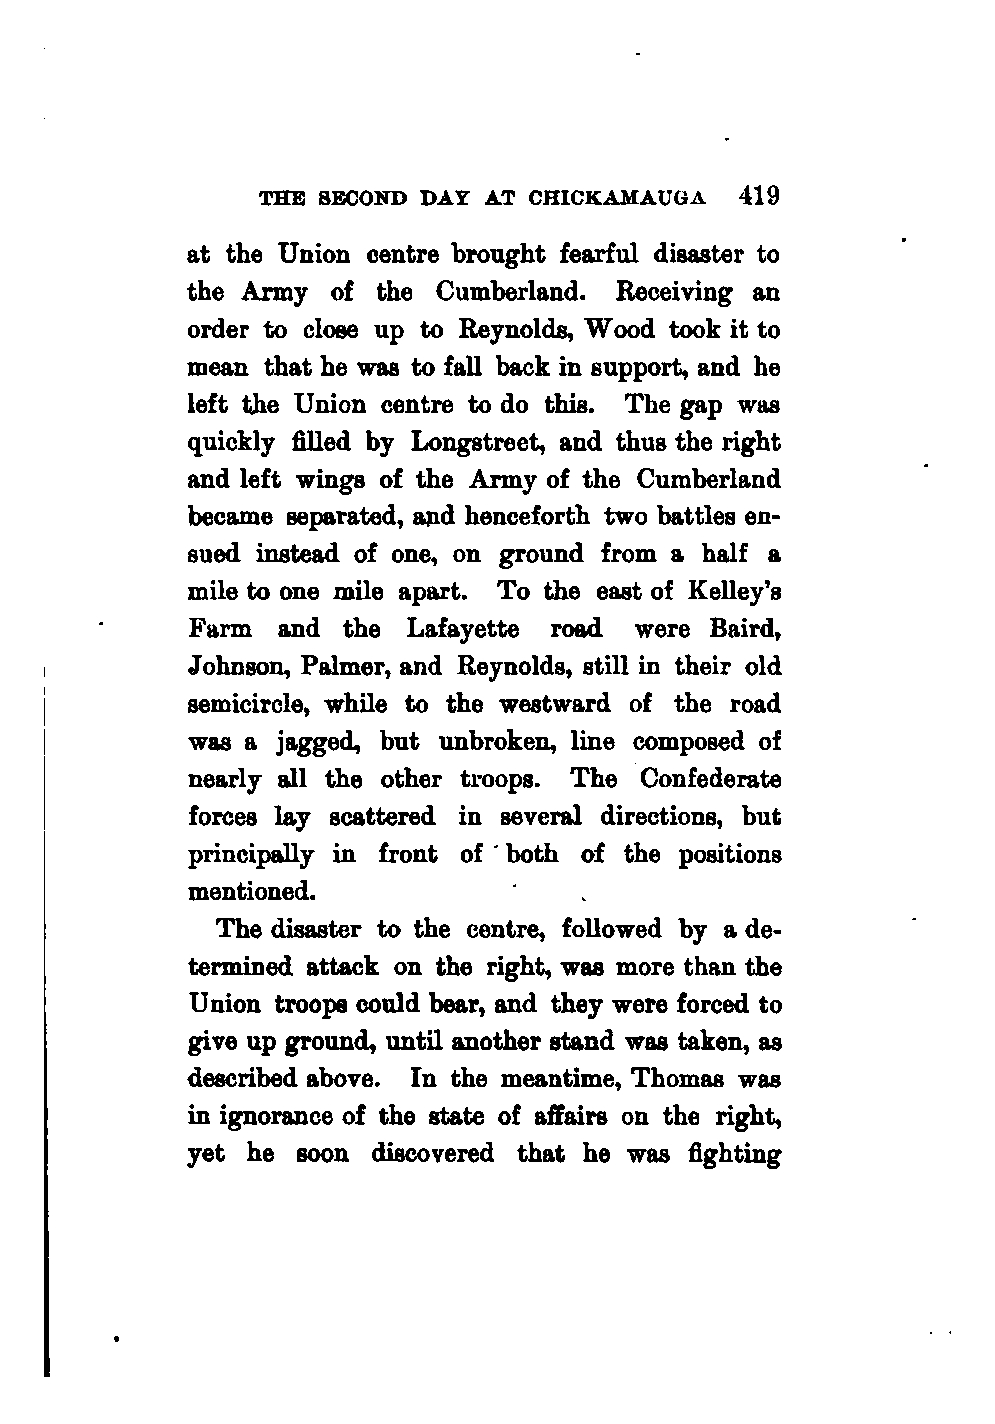 THE SECOND DAY AT CHICKAMAUGA 419
at the Union centre brought fearful disaster to
the Army of the Cumberland. Receiving an
order to close up to Reynolds, Wood took it to
mean that he was to fall back in support, and he
left the Union centre to do this. The gap was
quickly filled by Longstreet, and thus the right
and left wings of the Army of the Cumberland
became separated, and henceforth two battles en-
sued instead of one, on ground from a half a
mile to one mile apart. To the east of Kelley's
Farm and the Lafayette road were Baird,
Johnson, Palmer, and Reynolds, still in their old
semicircle, while to the westward of the road
was a jagged, but unbroken, line composed of
nearly all the other troops. The Confederate
forces lay scattered in several directions, but
principally in front of both of the positions
mentioned.
The disaster to the centre, followed by a de-
termined attack on the right, was more than the
Union troops could bear, and they were forced to
give up ground, until another stand was taken, as
described above. In the meantime, Thomas was
in ignorance of the state of affairs on the right,
yet he soon discovered that he was fighting